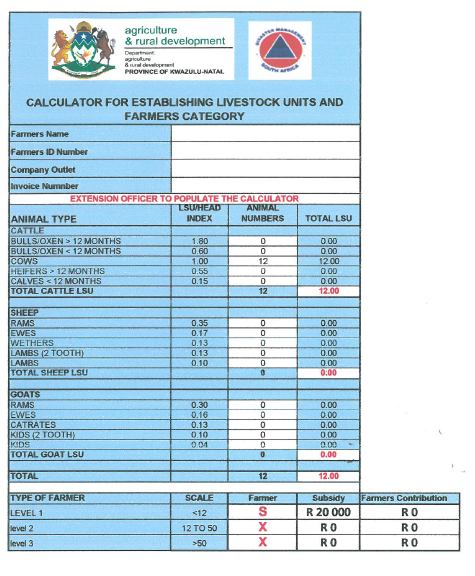 agriculture
& rural development
Department:
agriculture
& rural development
PROVINCE OF KWAZULU-NATAL
DISASTER MANAGEMENT
SOUTH AFRICA
CALCULATOR FOR ESTABLISHING LIVESTOCK UNITS AND
FARMERS CATEGORY
Farmers Name
Farmers ID Number
Company Outlet
Invoice Numnber
EXTENSION OFFICER TO POPULATE THE CALCULATOR
ANIMAL TYPE LSU/HEAD INDEX ANIMAL NUMBERS TOTAL LSU
CATTLE
BULLS/OXEN > 12 MONTHS 1.80 0 0.00
BULLS/OXEN < 12 MONTHS 0.60 0 0.00
COWS 1.00 12 12.00
HEIFERS > 12 MONTHS 0.55 0 0.00
CALVES < 12 MONTHS 0.15 0 0.00
TOTAL CATTLE LSU 12 12.00
SHEEP
RAMS 0.35 0 0.00
EWES 0.17 0 0.00
WETHERS 0.13 0 0.00
LAMBS (2 TOOTH) 0.13 0 0.00
LAMBS 0.10 0 0.00
TOTAL SHEEP LSU 0 0.00
GOATS
RAMS 0.30 0 0.00
EWES 0.16 0 0.00
CATRATES 0.13 0 0.00
KIDS (2 TOOTH) 0.10 0 0.00
KIDS 0.04 0 0.00
TOTAL GOAT LSU 0 0.00
TOTAL 12 12.00
TYPE OF FARMER SCALE Farmer Subsidy Farmers Contribution
LEVEL 1 <12 S R 20 000 R 0
level 2 12 TO 50 X R 0 R 0
level 3 >50 X R 0 R 0